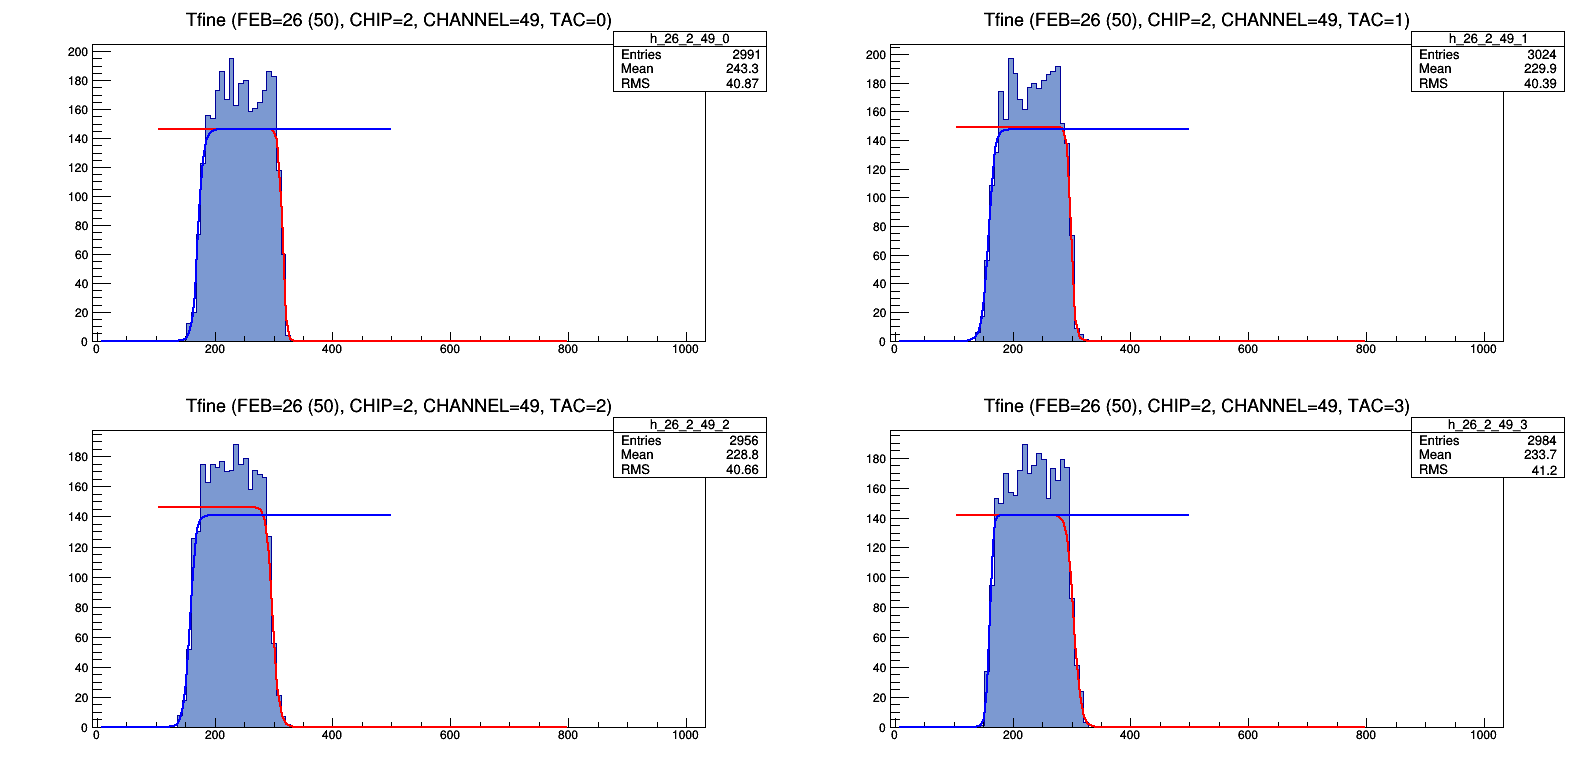 Tfine (FEB=26 (50), CHIP=2, CHANNEL=49, TAC=0)
h_26_2_49_0
Entries 2991
Mean 243.3
RMS 40.87
200
180
160
140
120
100
80
60
40
20
0
0 200 400 600 800 1000
Tfine (FEB=26 (50), CHIP=2, CHANNEL=49, TAC=1)
h_26_2_49_1
Entries 3024
Mean 229.9
RMS 40.39
200
180
160
140
120
100
80
60
40
20
0
0 200 400 600 800 1000
Tfine (FEB=26 (50), CHIP=2, CHANNEL=49, TAC=2)
h_26_2_49_2
Entries 2956
Mean 228.8
RMS 40.66
180
160
140
120
100
80
60
40
20
0
0 200 400 600 800 1000
Tfine (FEB=26 (50), CHIP=2, CHANNEL=49, TAC=3)
h_26_2_49_3
Entries 2984
Mean 233.7
RMS 41.2
180
160
140
120
100
80
60
40
20
0
0 200 400 600 800 1000